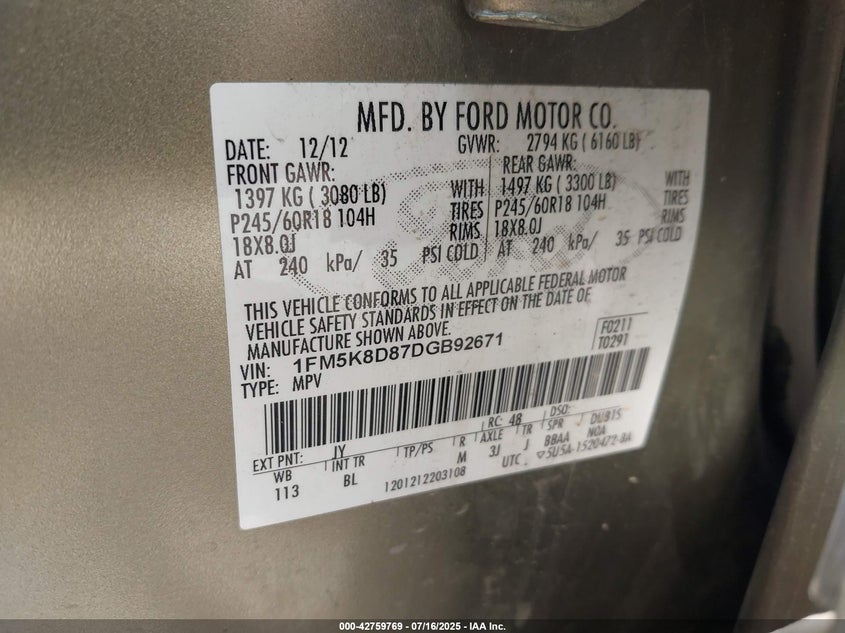 MFD. BY FORD MOTOR CO.
DATE: 12/12 GVWR: 2794 KG ( 6160 LB)
FRONT GAWR: REAR GAWR:
1397 KG ( 3080 LB) WITH 1497 KG ( 3300 LB) WITH
P245/60R18 104H TIRES P245/60R18 104H TIRES
18X8.0J RIMS 18X8.0J RIMS
AT 240 kPa/ 35 PSI COLD AT 240 kPa/ 35 PSI COLD
THIS VEHICLE CONFORMS TO ALL APPLICABLE FEDERAL MOTOR
VEHICLE SAFETY STANDARDS IN EFFECT ON THE DATE OF
MANUFACTURE SHOWN ABOVE.
F0211
T0291
VIN: 1FM5K8D87DGB92671
TYPE: MPV
EXT PNT: JY RC: 48 DSO:
WB INT TR TP/PS R AXLE TR SPR DUB15
113 BL M 3J J BBAA NOA
1201212203108 UTC ▽5U5A-1520472-BA
000-42759769 - 07/16/2025 - IAA Inc.